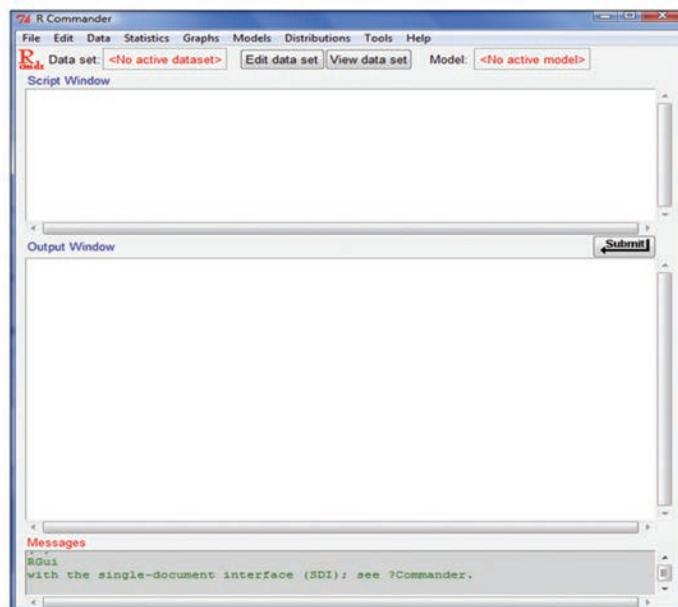 R Commander
File Edit Data Statistics Graphs Models Distributions Tools Help
R Data set: <No active dataset> Edit data set View data set Model: <No active model>
Script Window
Output Window Submit
Messages
RGui
with the single-document interface (SDI); see ?Commander.